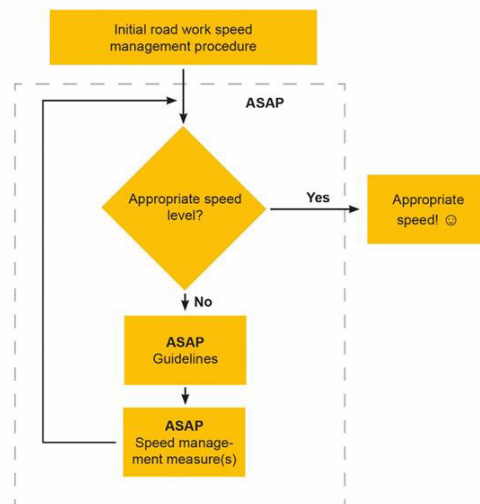 Initial road work speed
management procedure
ASAP
Appropriate speed
level?
Yes
Appropriate
speed! ☺
No
ASAP
Guidelines
ASAP
Speed manage-
ment measure(s)